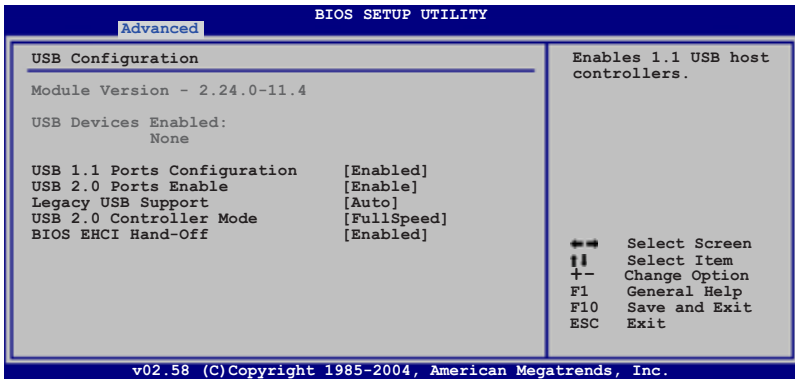 BIOS SETUP UTILITY
Advanced
USB Configuration
Module Version - 2.24.0-11.4
USB Devices Enabled:
None
USB 1.1 Ports Configuration [Enabled]
USB 2.0 Ports Enable [Enable]
Legacy USB Support [Auto]
USB 2.0 Controller Mode [FullSpeed]
BIOS EHCI Hand-Off [Enabled]
Enables 1.1 USB host
controllers.
←→ Select Screen
↑↓ Select Item
+- Change Option
F1 General Help
F10 Save and Exit
ESC Exit
v02.58 (C)Copyright 1985-2004, American Megatrends, Inc.